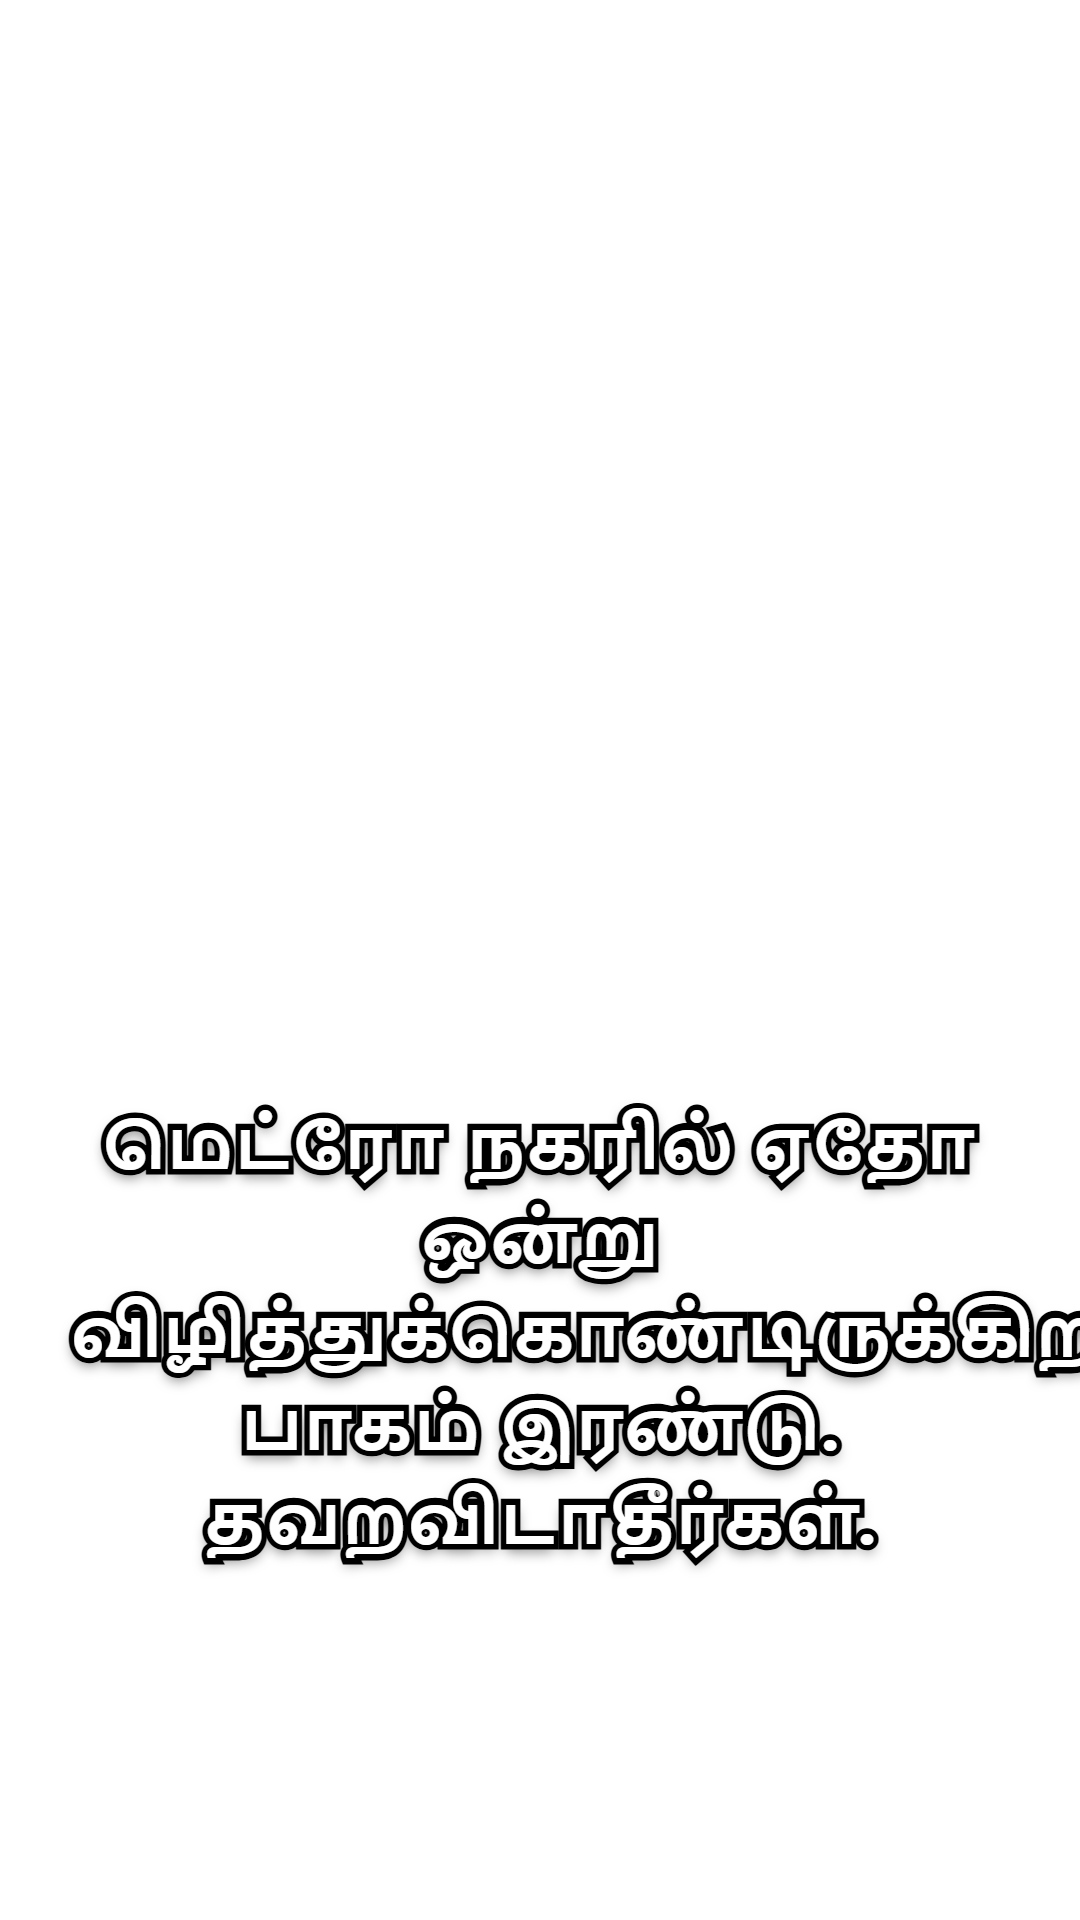 மெட்ரோ நகரில் ஏதோ
ஒன்று
விழித்துக்கொண்டிருக்கிற
பாகம் இரண்டு.
தவறவிடாதீர்கள்.